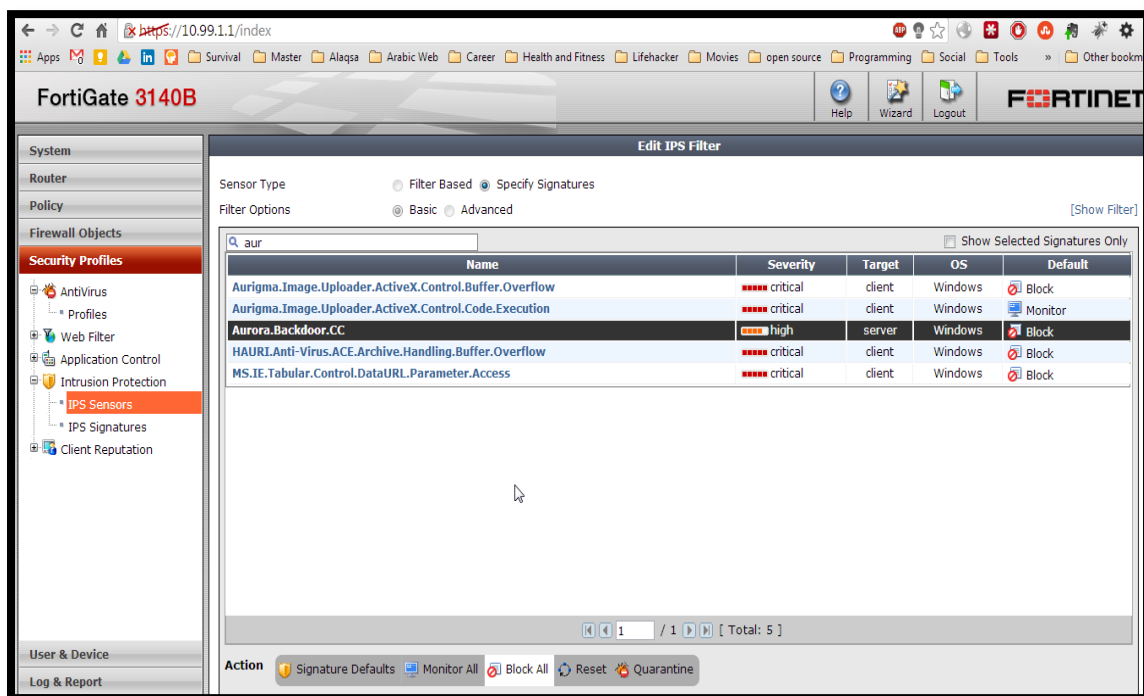 https://10.99.1.1/index
Apps Survival Master Alaqsa Arabic Web Career Health and Fitness Lifehacker Movies open source Programming Social Tools » Other bookm
FortiGate 3140B
Help Wizard Logout
FORTINET
System
Router
Policy
Firewall Objects
Security Profiles
AntiVirus
Profiles
Web Filter
Application Control
Intrusion Protection
IPS Sensors
IPS Signatures
Client Reputation
User & Device
Log & Report
Edit IPS Filter
Sensor Type Filter Based Specify Signatures
Filter Options Basic Advanced [Show Filter]
aur Show Selected Signatures Only
Name Severity Target OS Default
Aurigma.Image.Uploader.ActiveX.Control.Buffer.Overflow critical client Windows Block
Aurigma.Image.Uploader.ActiveX.Control.Code.Execution critical client Windows Monitor
Aurora.Backdoor.CC high server Windows Block
HAURI.Anti-Virus.ACE.Archive.Handling.Buffer.Overflow critical client Windows Block
MS.IE.Tabular.Control.DataURL.Parameter.Access critical client Windows Block
1 / 1 [ Total: 5 ]
Action Signature Defaults Monitor All Block All Reset Quarantine